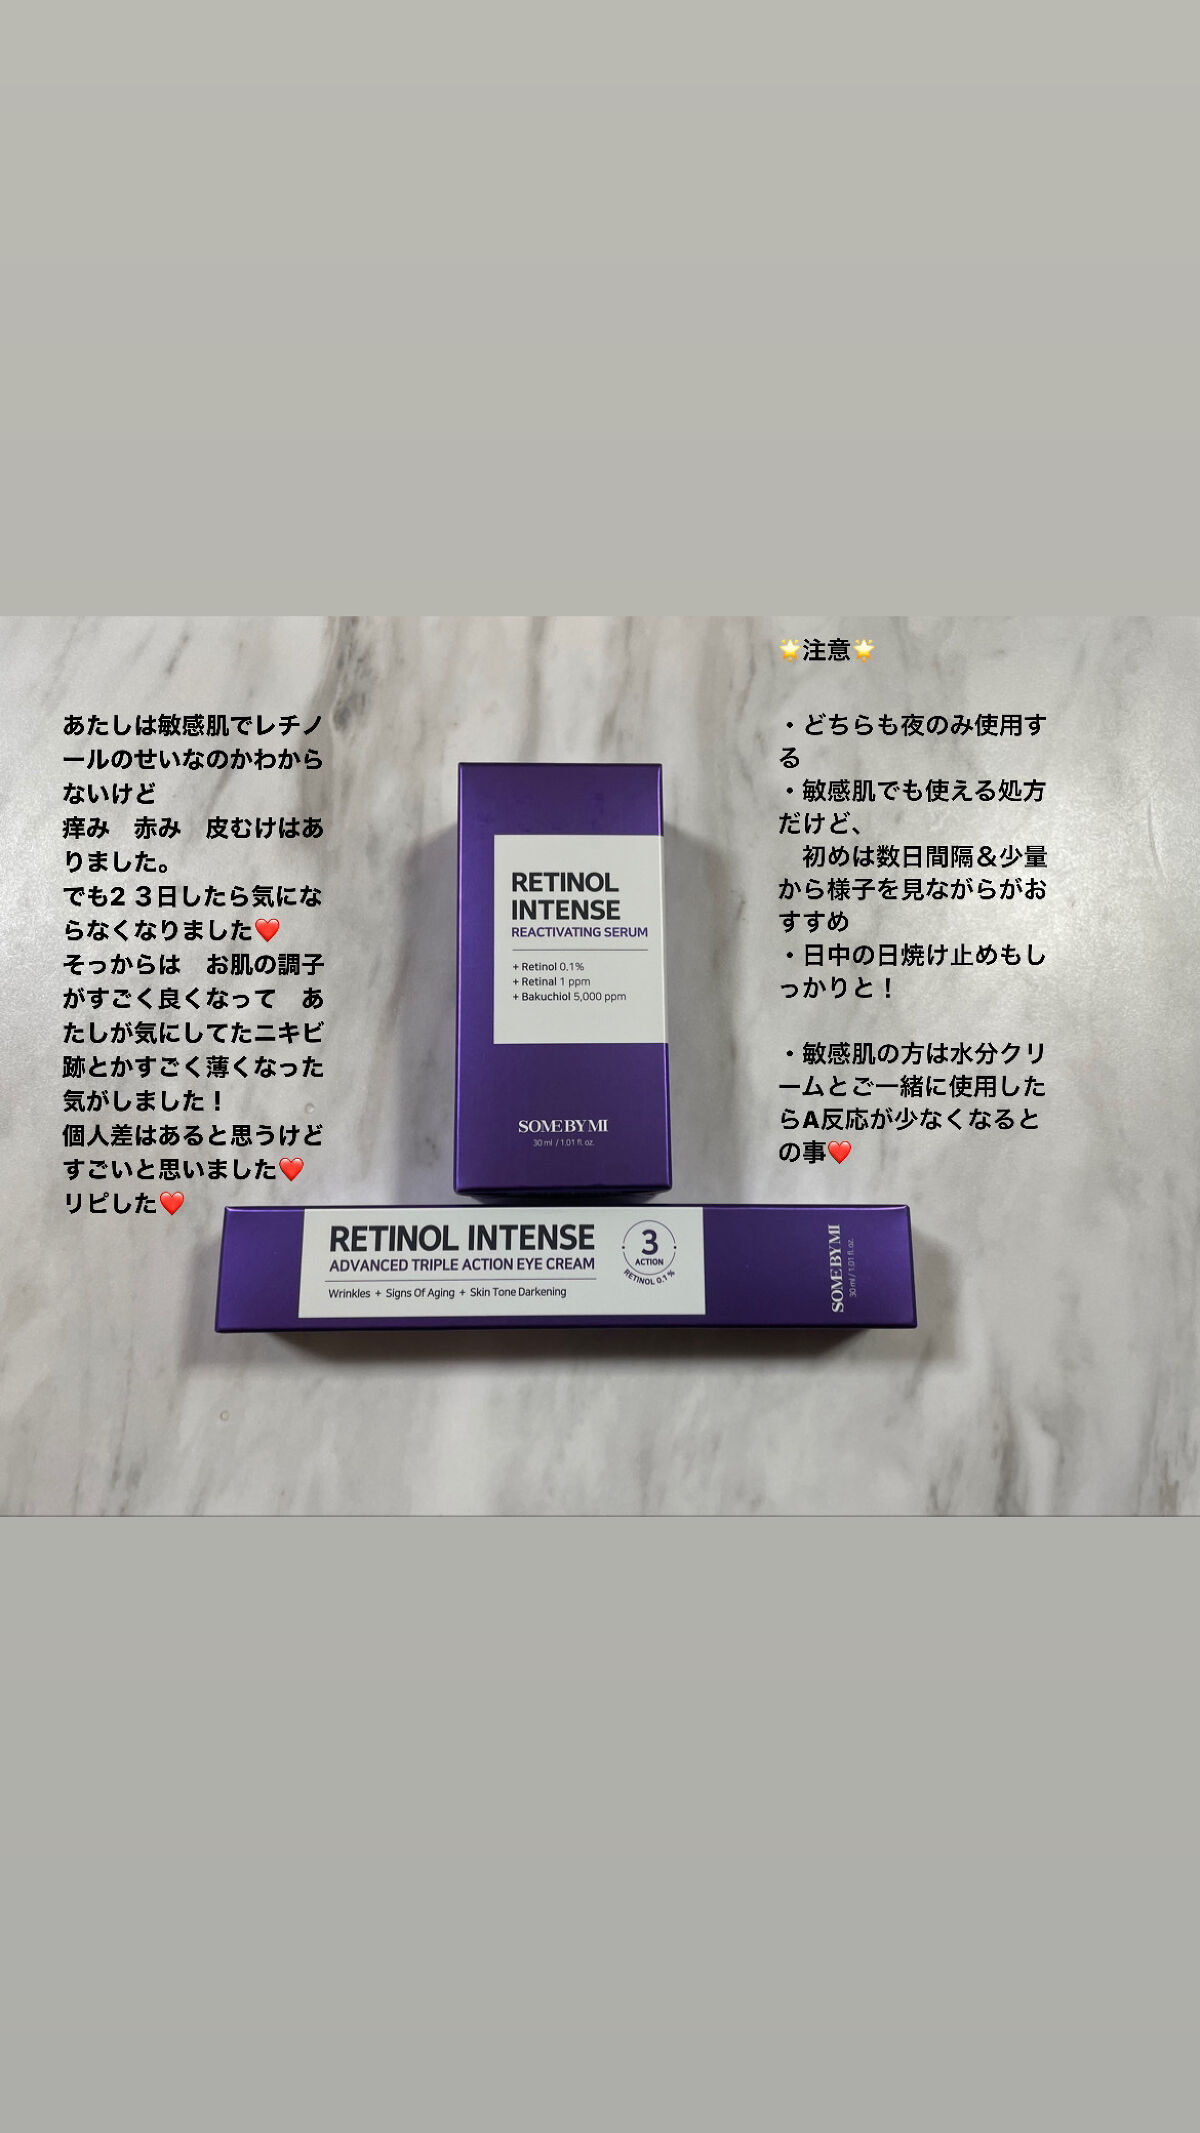 あたしは敏感肌でレチノ
ールのせいなのかわから
ないけど
痒み　赤み　皮むけはあ
りました。
でも2 3日したら気にな
らなくなりました❤️
そっからは　お肌の調子
がすごく良くなって　あ
たしが気にしてたニキビ
跡とかすごく薄くなった
気がしました！
個人差はあると思うけど
すごいと思いました❤️
リピした❤️
🌟注意🌟
・どちらも夜のみ使用す
る
・敏感肌でも使える処方
だけど、
　初めは数日間隔＆少量
から様子を見ながらがお
すすめ
・日中の日焼け止めもし
っかりと！
・敏感肌の方は水分クリ
ームとご一緒に使用した
らA反応が少なくなると
の事❤️
RETINOL
INTENSE
REACTIVATING SERUM
+ Retinol 0.1%
+ Retinal 1 ppm
+ Bakuchiol 5,000 ppm
SOME BY MI
30 ml / 1.01 fl. oz.
RETINOL INTENSE
ADVANCED TRIPLE ACTION EYE CREAM
Wrinkles + Signs Of Aging + Skin Tone Darkening
3
ACTION
RETINOL 0.1%
SOME BY MI
30 ml / 1.01 fl. oz.